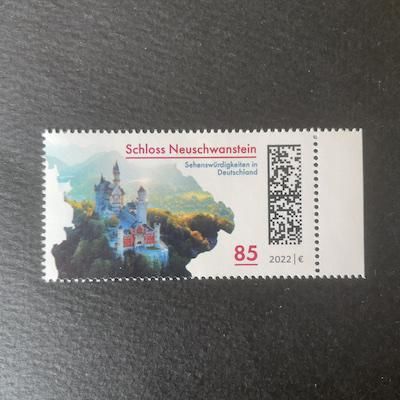 Schloss Neuschwanstein
Sehenswürdigkeiten in
Deutschland
85
2022 | €